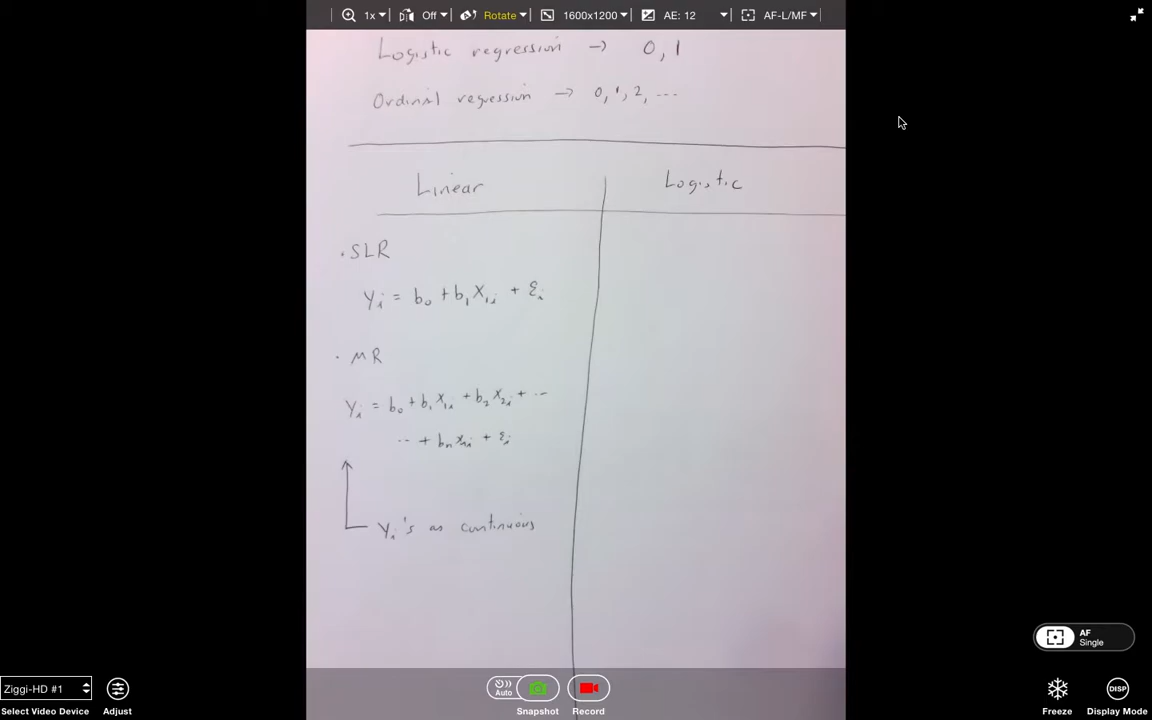 1x Off Rotate 1600x1200 AE: 12 AF-L/MF
Logistic regression → 0, 1
Ordinal regression → 0, 1, 2, ...
Linear Logistic
· SLR
Yᵢ = b₀ + b₁X₁ᵢ + εᵢ
· MR
Yᵢ = b₀ + b₁X₁ᵢ + b₂X₂ᵢ + ...
... + bₙxₙᵢ + εᵢ
Yᵢ's as continuous
AF
Single
Ziggi-HD #1
Auto
DISP
Select Video Device Adjust Snapshot Record Freeze Display Mode